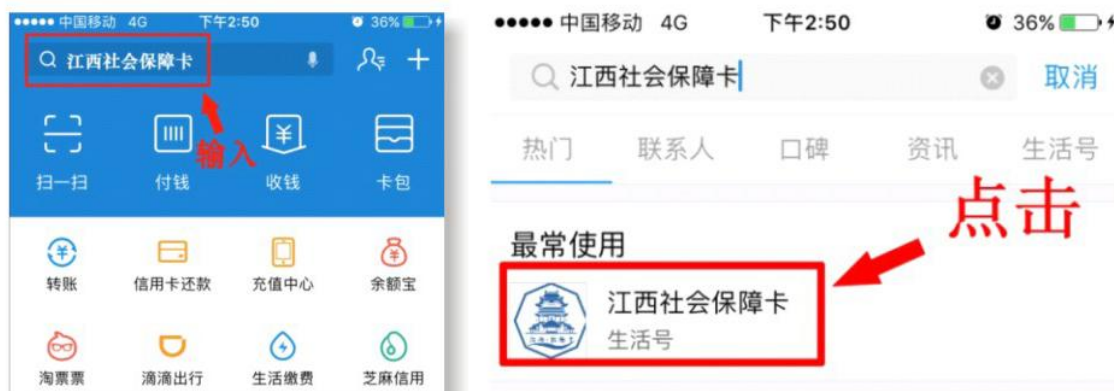 中国移动 4G 下午2:50 36%
江西社会保障卡
输入
扫一扫 付钱 收钱 卡包
转账 信用卡还款 充值中心 余额宝
淘票票 滴滴出行 生活缴费 芝麻信用
中国移动 4G 下午2:50 36%
江西社会保障卡 取消
热门 联系人 口碑 资讯 生活号
点击
最常使用
江西社会保障卡
生活号